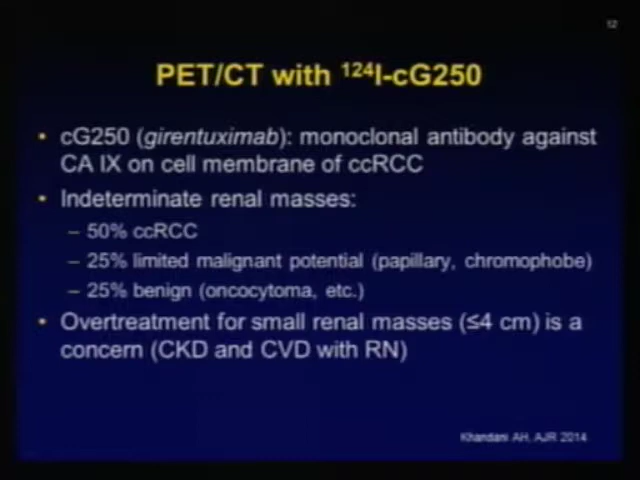 12
PET/CT with ¹²⁴I-cG250
• cG250 (girentuximab): monoclonal antibody against
CA IX on cell membrane of ccRCC
• Indeterminate renal masses:
– 50% ccRCC
– 25% limited malignant potential (papillary, chromophobe)
– 25% benign (oncocytoma, etc.)
• Overtreatment for small renal masses (≤4 cm) is a
concern (CKD and CVD with RN)
Khandani AH, AJR 2014